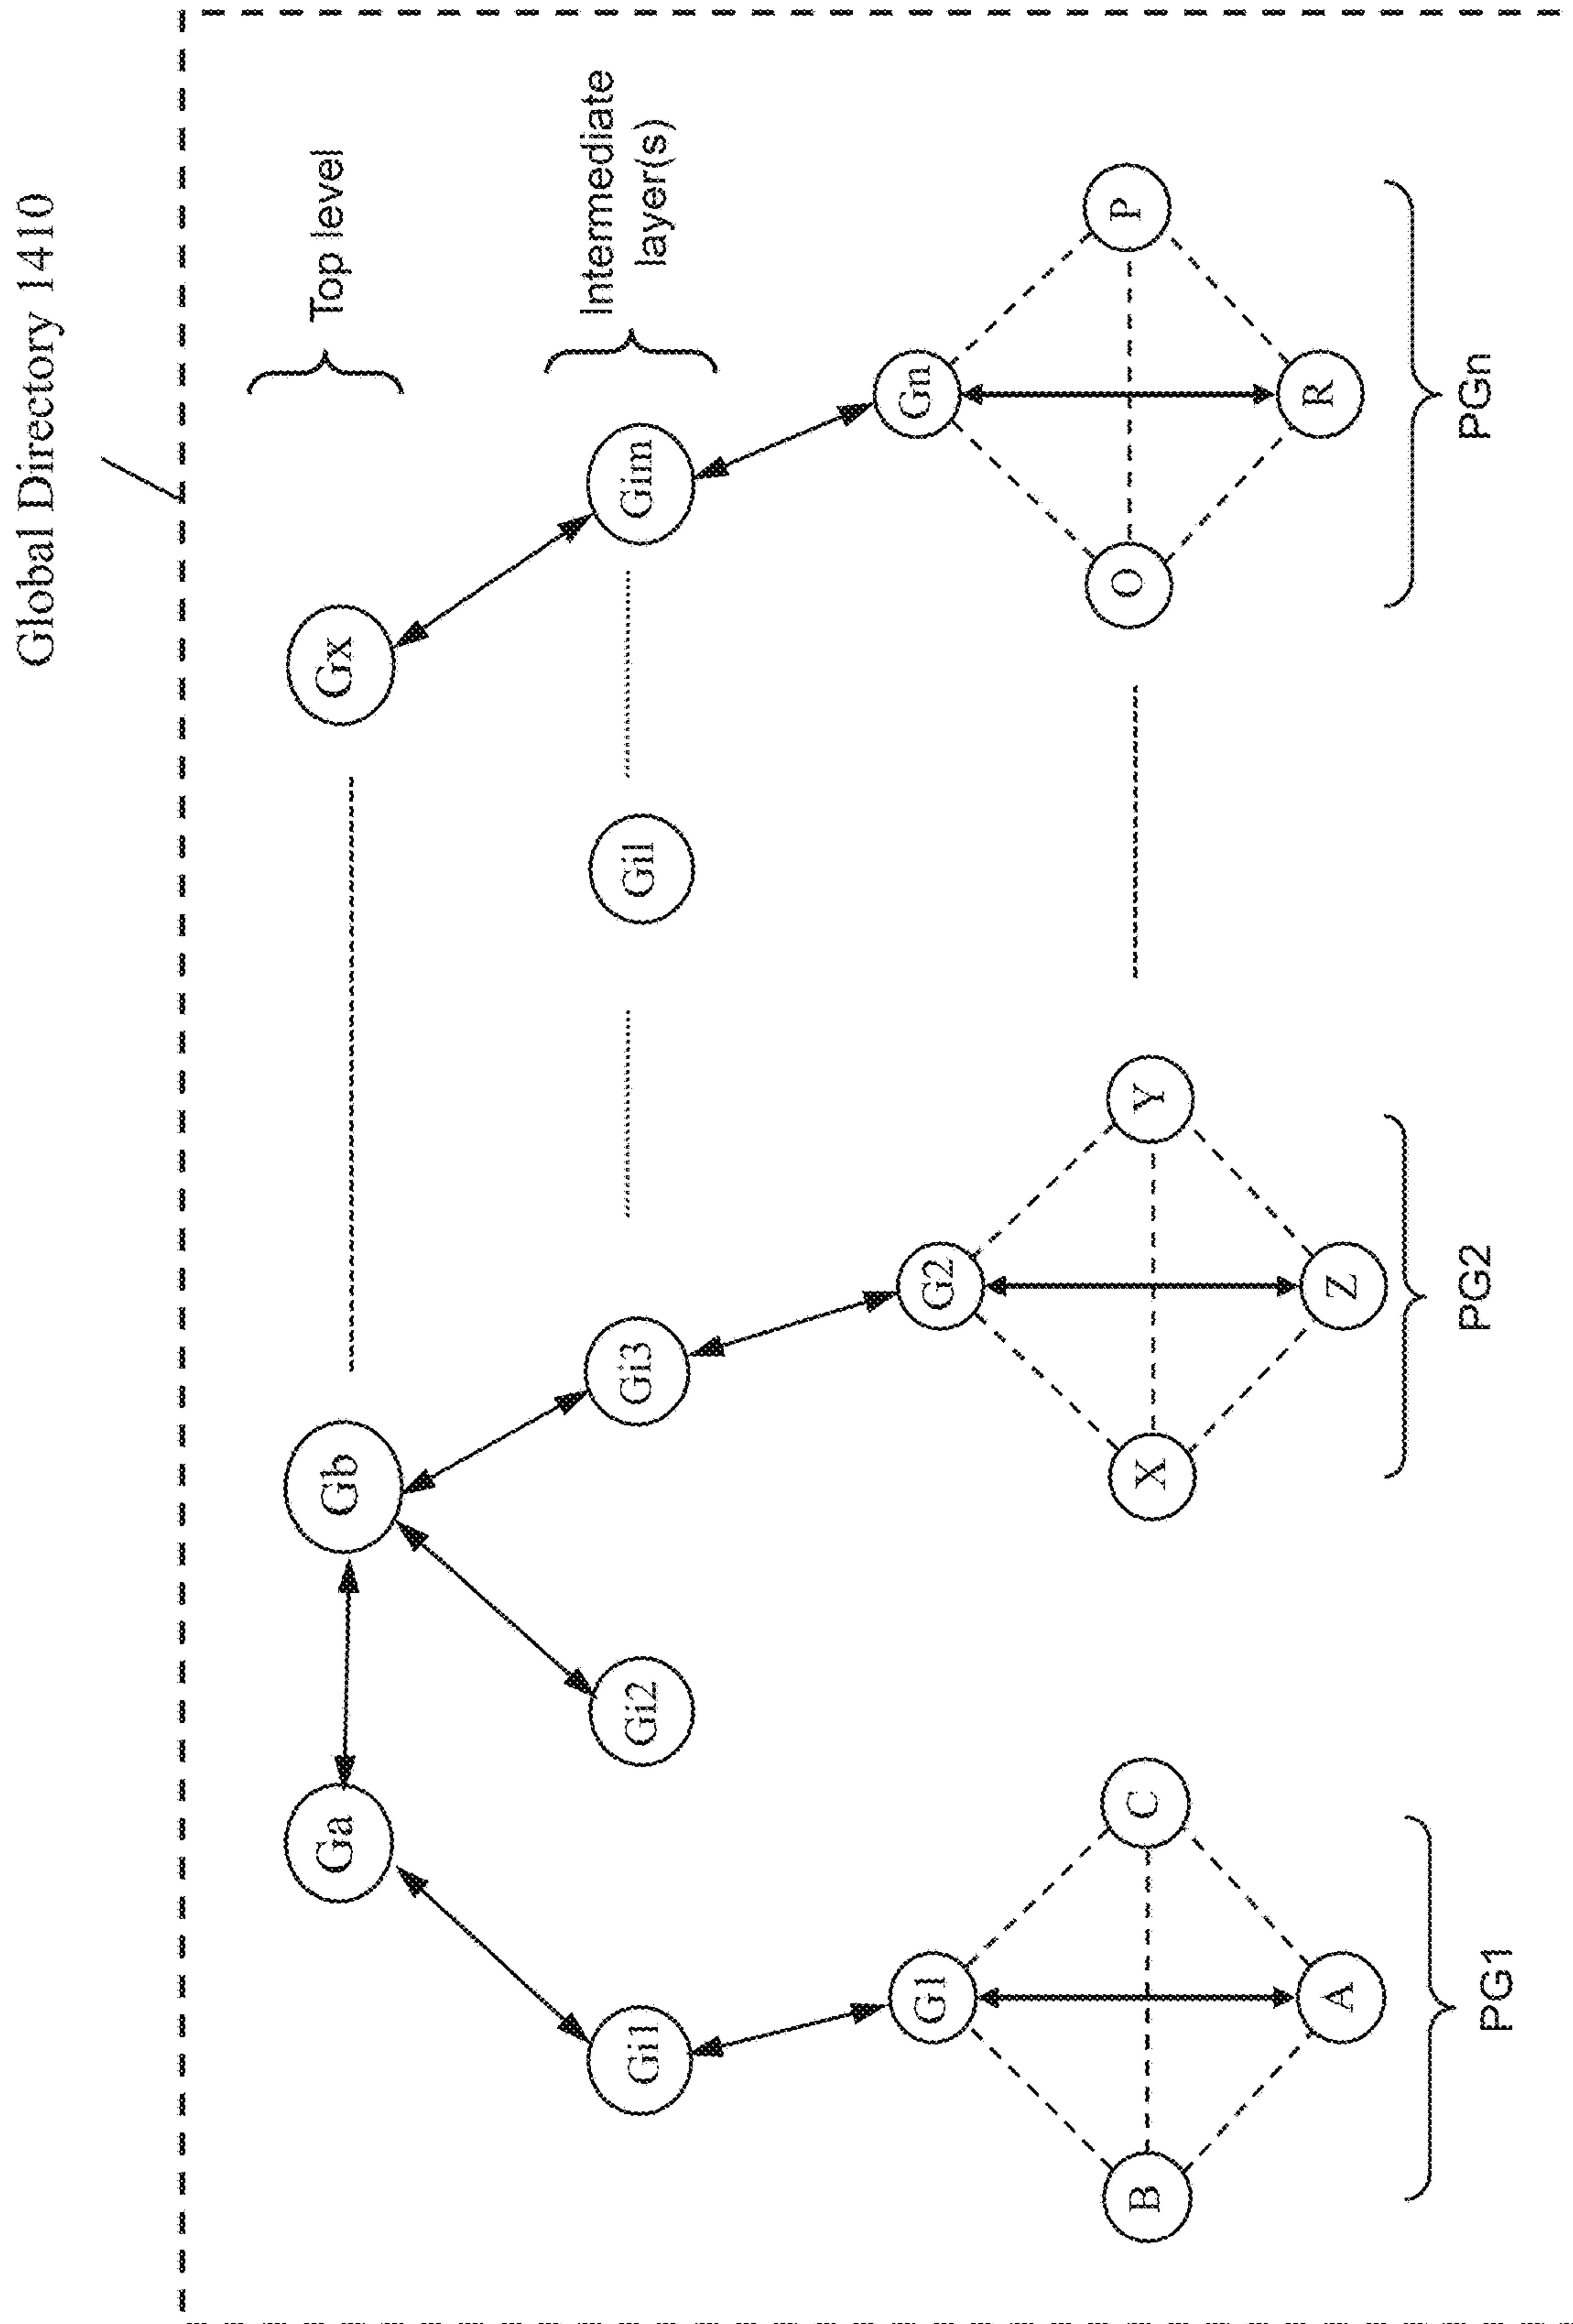 Global Directory 1410
Top level
Intermediate
layer(s)
Ga
Gb
Gx
Gi1
Gi2
Gi3
Gil
Gim
G1
G2
Gn
B
C
X
Y
O
P
A
Z
R
PG1
PG2
PGn